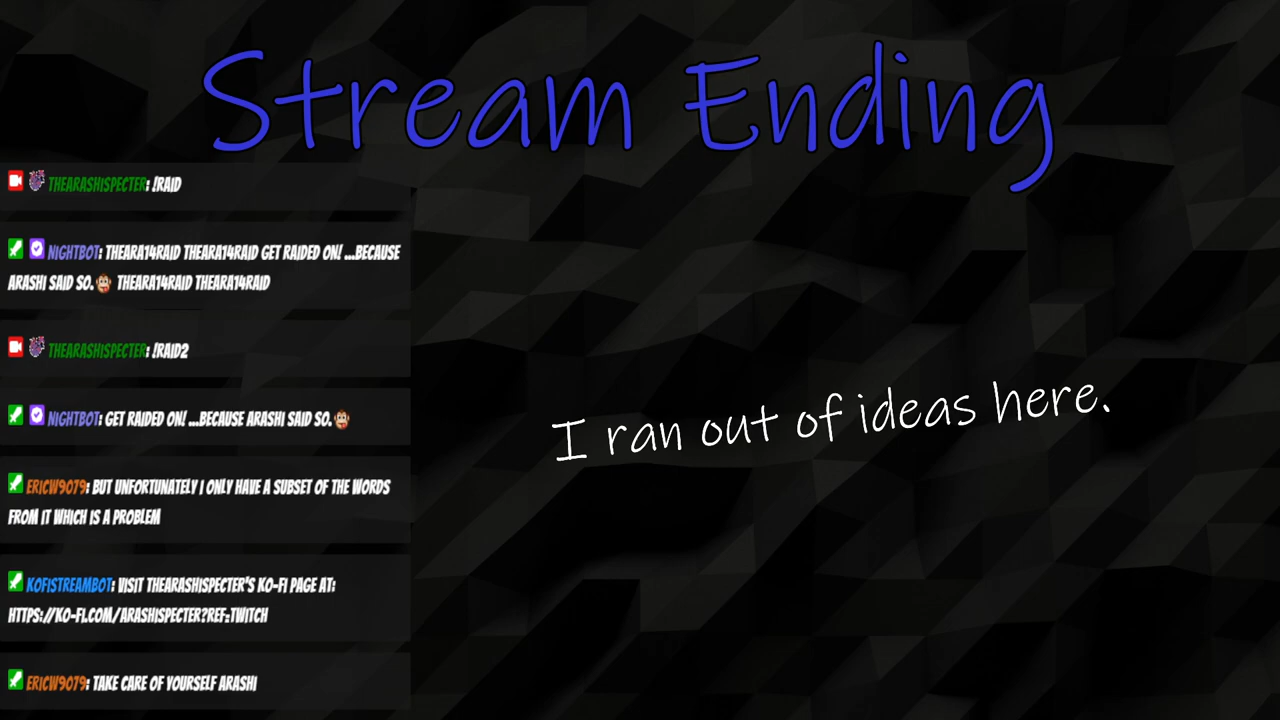 Stream Ending
THEARASHISPECTER: !RAID
NIGHTBOT: THEARA14RAID THEARA14RAID GET RAIDED ON! ...BECAUSE
ARASHI SAID SO. THEARA14RAID THEARA14RAID
THEARASHISPECTER: !RAID2
NIGHTBOT: GET RAIDED ON! ...BECAUSE ARASHI SAID SO.
I ran out of ideas here.
ERICW9079: BUT UNFORTUNATELY I ONLY HAVE A SUBSET OF THE WORDS
FROM IT WHICH IS A PROBLEM
KOFISTREAMBOT: VISIT THEARASHISPECTER'S KO-FI PAGE AT:
HTTPS://KO-FI.COM/ARASHISPECTER?REF=TWITCH
ERICW9079: TAKE CARE OF YOURSELF ARASHI